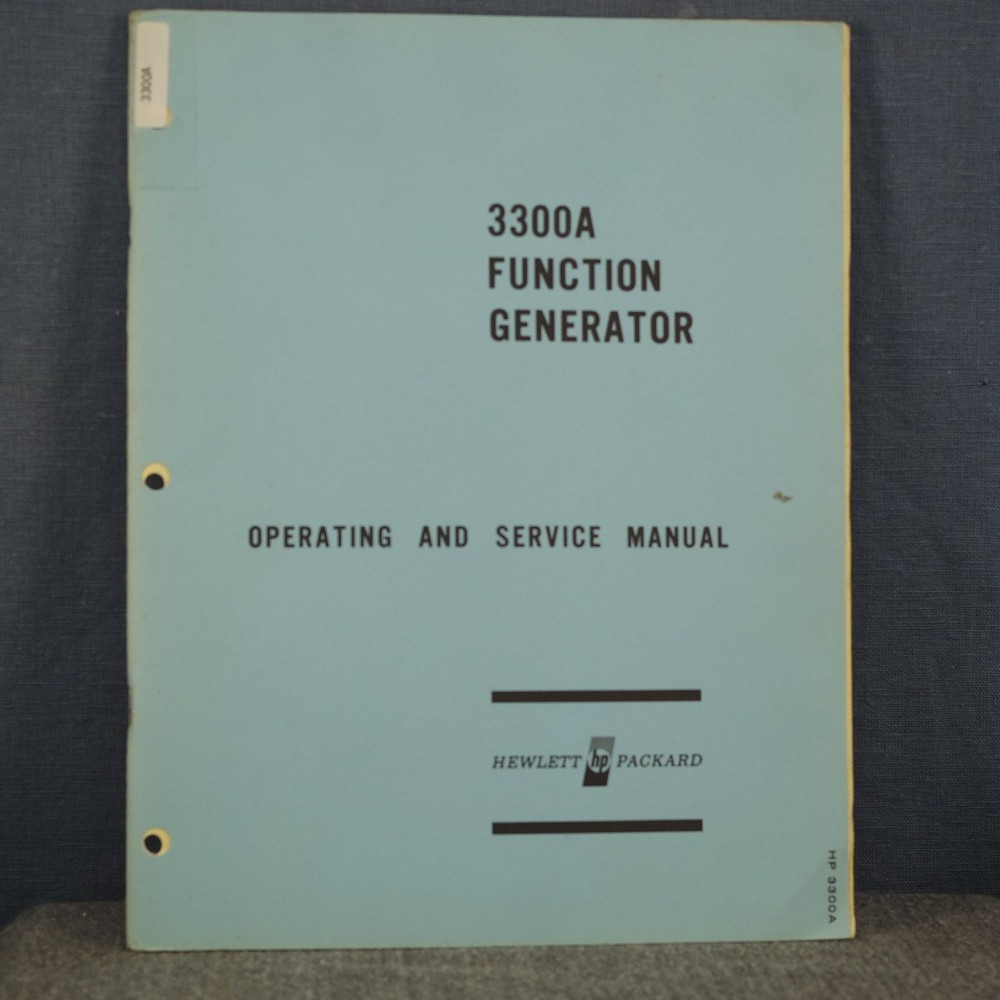 3300A
3300A
FUNCTION
GENERATOR
OPERATING AND SERVICE MANUAL
HEWLETT hp PACKARD
HP 3300A